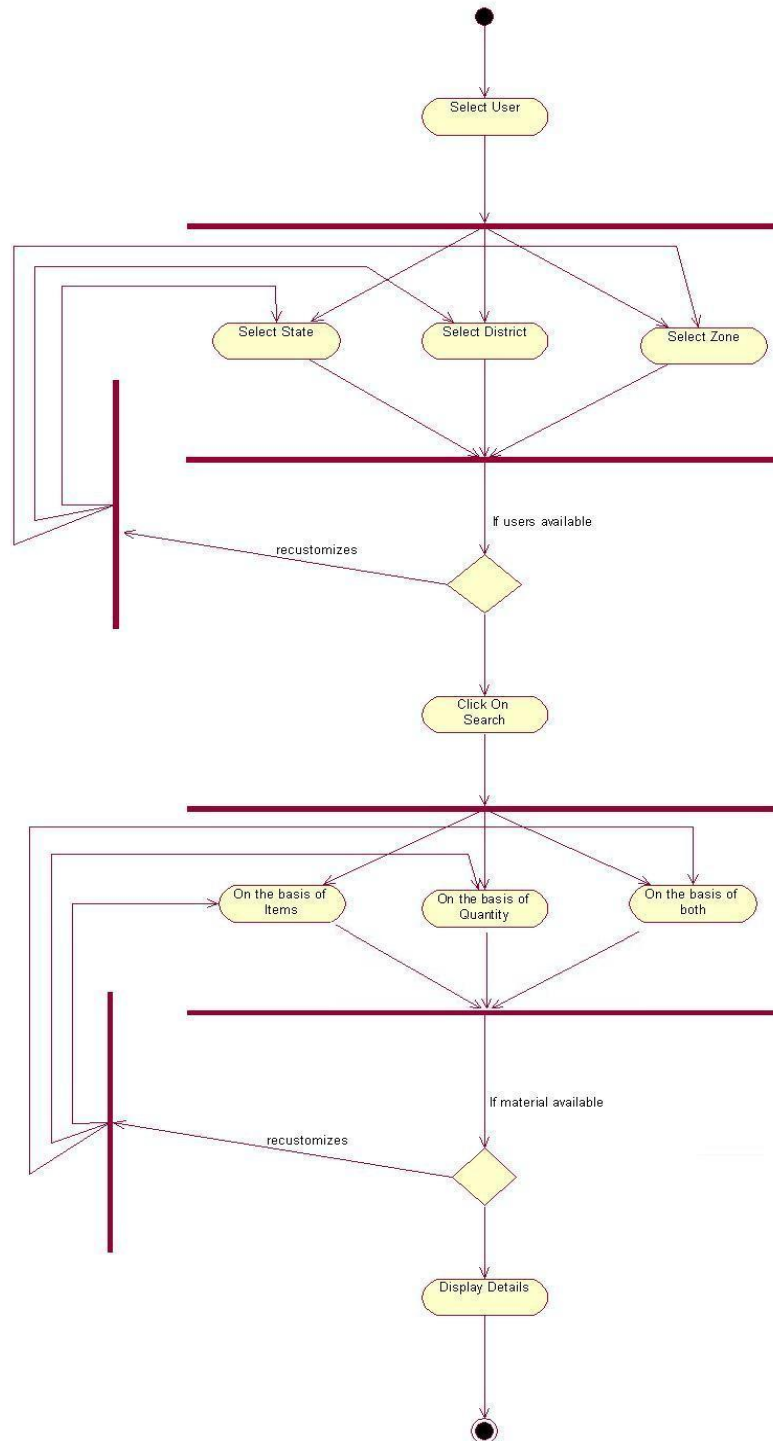 Select User
Select State
Select District
Select Zone
If users available
recustomizes
Click On
Search
On the basis of
Items
On the basis of
Quantity
On the basis of
both
If material available
recustomizes
Display Details